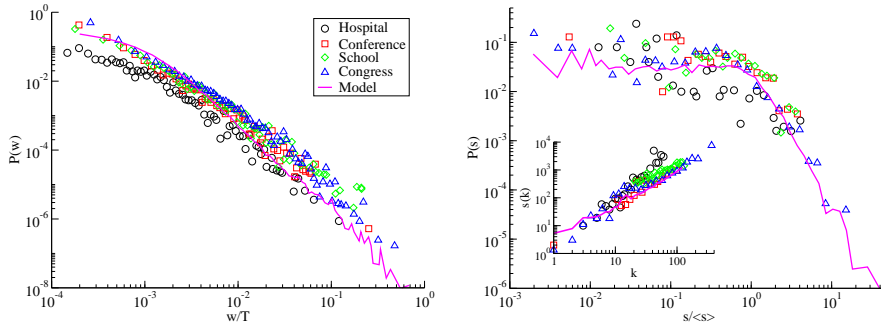 10^0
10^-2
10^-4
10^-6
10^-8
P(w)
10^-4
10^-3
10^-2
10^-1
10^0
w/T
Hospital
Conference
School
Congress
Model
10^-1
10^-2
10^-3
10^-4
10^-5
10^-6
P(s)
10^-3
10^-2
10^-1
10^0
10^1
s/<s>
10^4
10^3
10^2
10^1
10^0
s(k)
1
10
100
k